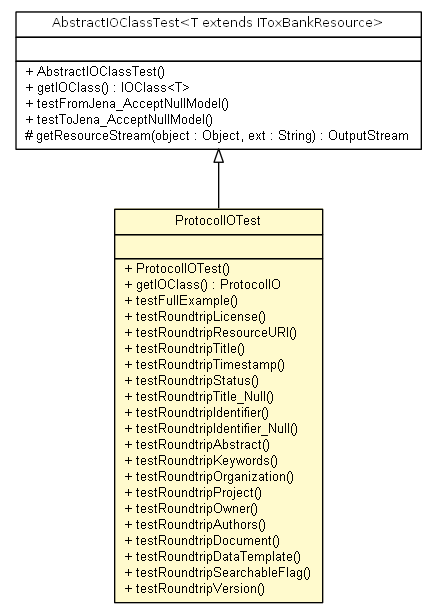 AbstractIOClassTest<T extends IToxBankResource>
+ AbstractIOClassTest()
+ getIOClass() : IOClass<T>
+ testFromJena_AcceptNullModel()
+ testToJena_AcceptNullModel()
# getResourceStream(object : Object, ext : String) : OutputStream
ProtocolIOTest
+ ProtocolIOTest()
+ getIOClass() : ProtocolIO
+ testFullExample()
+ testRoundtripLicense()
+ testRoundtripResourceURI()
+ testRoundtripTitle()
+ testRoundtripTimestamp()
+ testRoundtripStatus()
+ testRoundtripTitle_Null()
+ testRoundtripIdentifier()
+ testRoundtripIdentifier_Null()
+ testRoundtripAbstract()
+ testRoundtripKeywords()
+ testRoundtripOrganization()
+ testRoundtripProject()
+ testRoundtripOwner()
+ testRoundtripAuthors()
+ testRoundtripDocument()
+ testRoundtripDataTemplate()
+ testRoundtripSearchableFlag()
+ testRoundtripVersion()